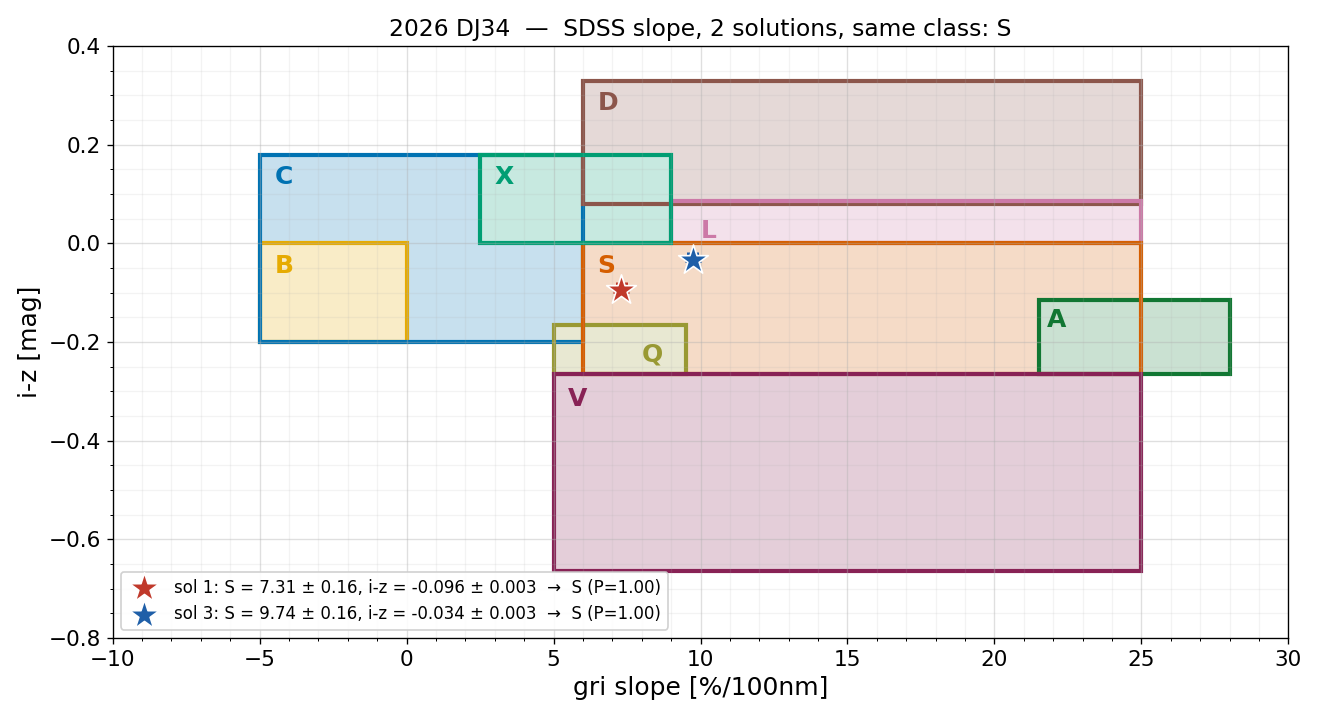 2026 DJ34 — SDSS slope, 2 solutions, same class: S
i-z [mag]
0.4
0.2
0.0
−0.2
−0.4
−0.6
−0.8
D
C
X
L
B
S
A
Q
V
sol 1: S = 7.31 ± 0.16, i-z = -0.096 ± 0.003 → S (P=1.00)
sol 3: S = 9.74 ± 0.16, i-z = -0.034 ± 0.003 → S (P=1.00)
−10 −5 0 5 10 15 20 25 30
gri slope [%/100nm]